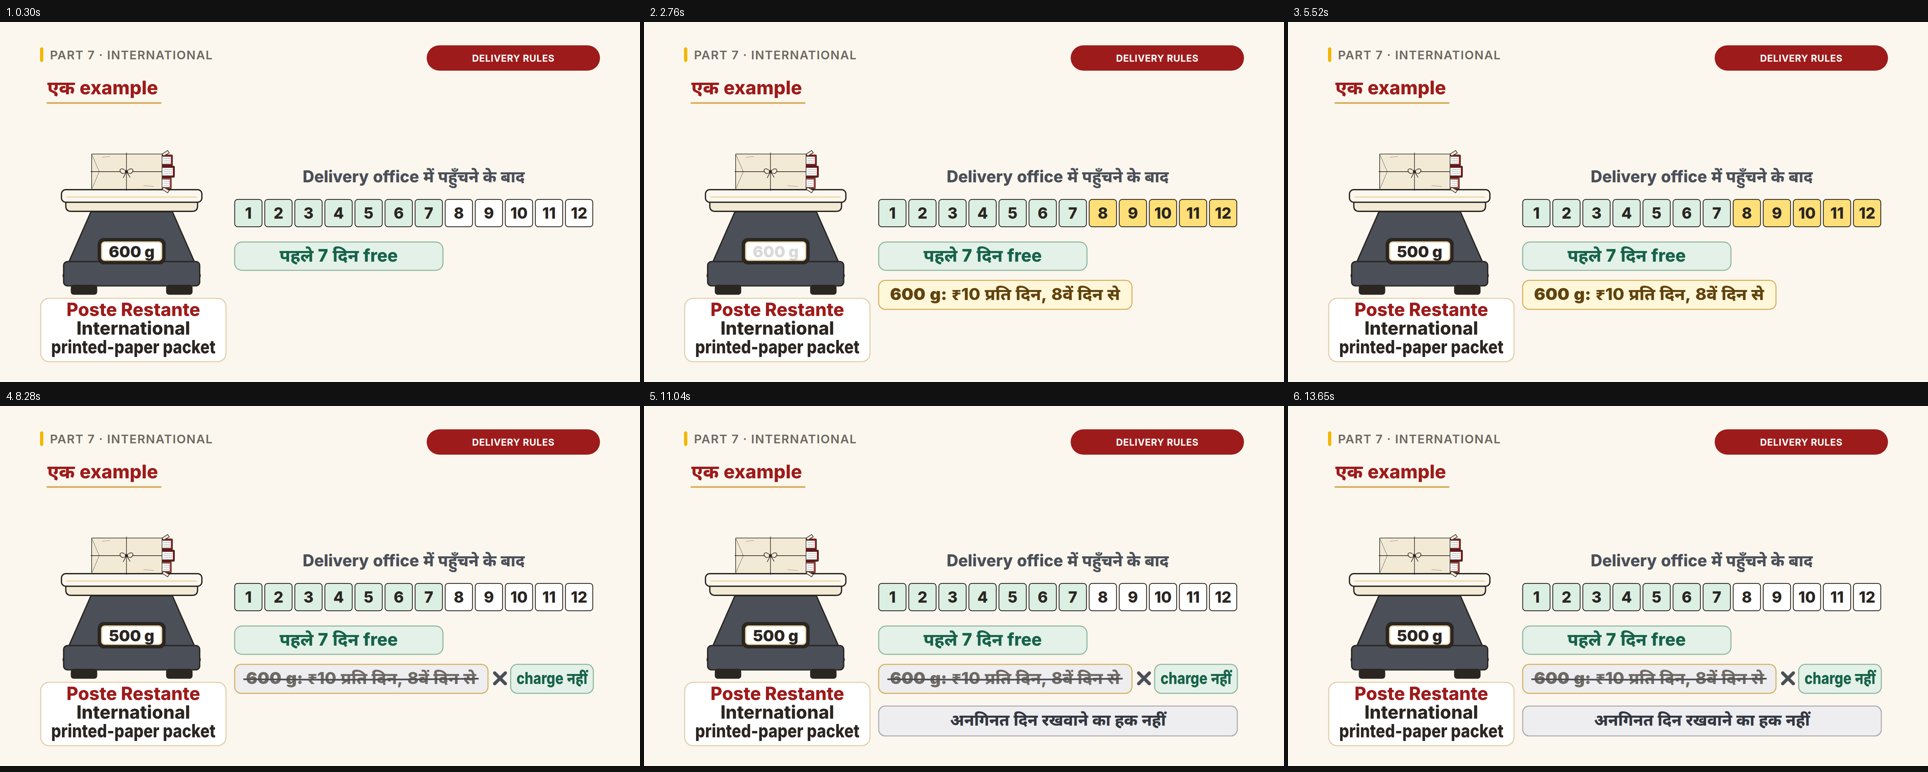 1. 0.30s
PART 7 · INTERNATIONAL
DELIVERY RULES
एक example
Delivery office में पहुँचने के बाद
1 2 3 4 5 6 7 8 9 10 11 12
600 g
पहले 7 दिन free
Poste Restante
International
printed-paper packet
2. 2.76s
PART 7 · INTERNATIONAL
DELIVERY RULES
एक example
Delivery office में पहुँचने के बाद
1 2 3 4 5 6 7 8 9 10 11 12
600 g
पहले 7 दिन free
600 g: ₹10 प्रति दिन, 8वें दिन से
Poste Restante
International
printed-paper packet
3. 5.52s
PART 7 · INTERNATIONAL
DELIVERY RULES
एक example
Delivery office में पहुँचने के बाद
1 2 3 4 5 6 7 8 9 10 11 12
500 g
पहले 7 दिन free
600 g: ₹10 प्रति दिन, 8वें दिन से
Poste Restante
International
printed-paper packet
4. 8.28s
PART 7 · INTERNATIONAL
DELIVERY RULES
एक example
Delivery office में पहुँचने के बाद
1 2 3 4 5 6 7 8 9 10 11 12
500 g
पहले 7 दिन free
600 g: ₹10 प्रति दिन, 8वें दिन से ✕ charge नहीं
Poste Restante
International
printed-paper packet
5. 11.04s
PART 7 · INTERNATIONAL
DELIVERY RULES
एक example
Delivery office में पहुँचने के बाद
1 2 3 4 5 6 7 8 9 10 11 12
500 g
पहले 7 दिन free
600 g: ₹10 प्रति दिन, 8वें दिन से ✕ charge नहीं
Poste Restante
International
printed-paper packet
अनगिनत दिन रखवाने का हक नहीं
6. 13.65s
PART 7 · INTERNATIONAL
DELIVERY RULES
एक example
Delivery office में पहुँचने के बाद
1 2 3 4 5 6 7 8 9 10 11 12
500 g
पहले 7 दिन free
600 g: ₹10 प्रति दिन, 8वें दिन से ✕ charge नहीं
Poste Restante
International
printed-paper packet
अनगिनत दिन रखवाने का हक नहीं